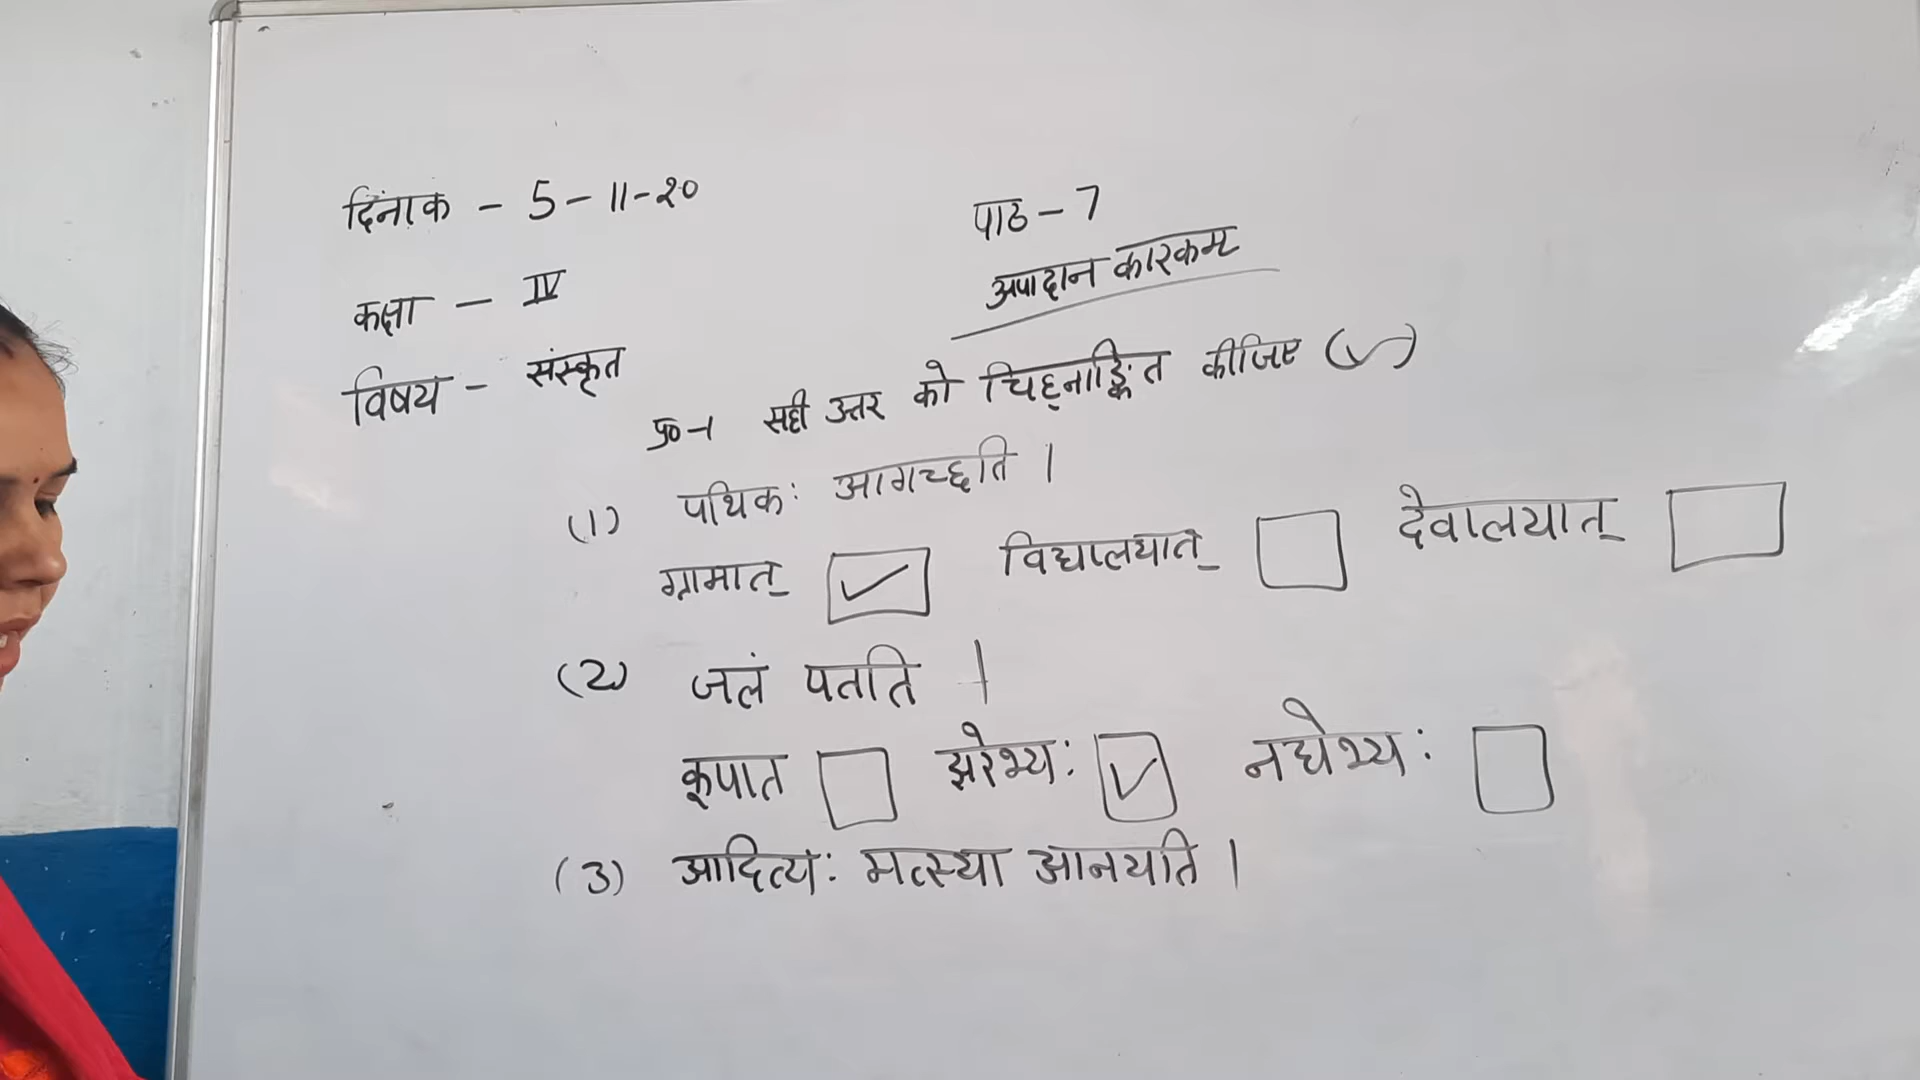 दिनांक - 5-11-20
पाठ - 7
अपादान कारकम्
कक्षा - IV
विषय - संस्कृत
प्र०-1 सही उत्तर को चिह्नाङ्कित कीजिए (✓)
(1) पथिकः आगच्छति ।
ग्रामात् ✓ विद्यालयात् देवालयात्
(2) जलं पतति ।
कूपात झरेभ्यः ✓ नद्येभ्यः
(3) आदित्यः मत्स्या आनयति ।